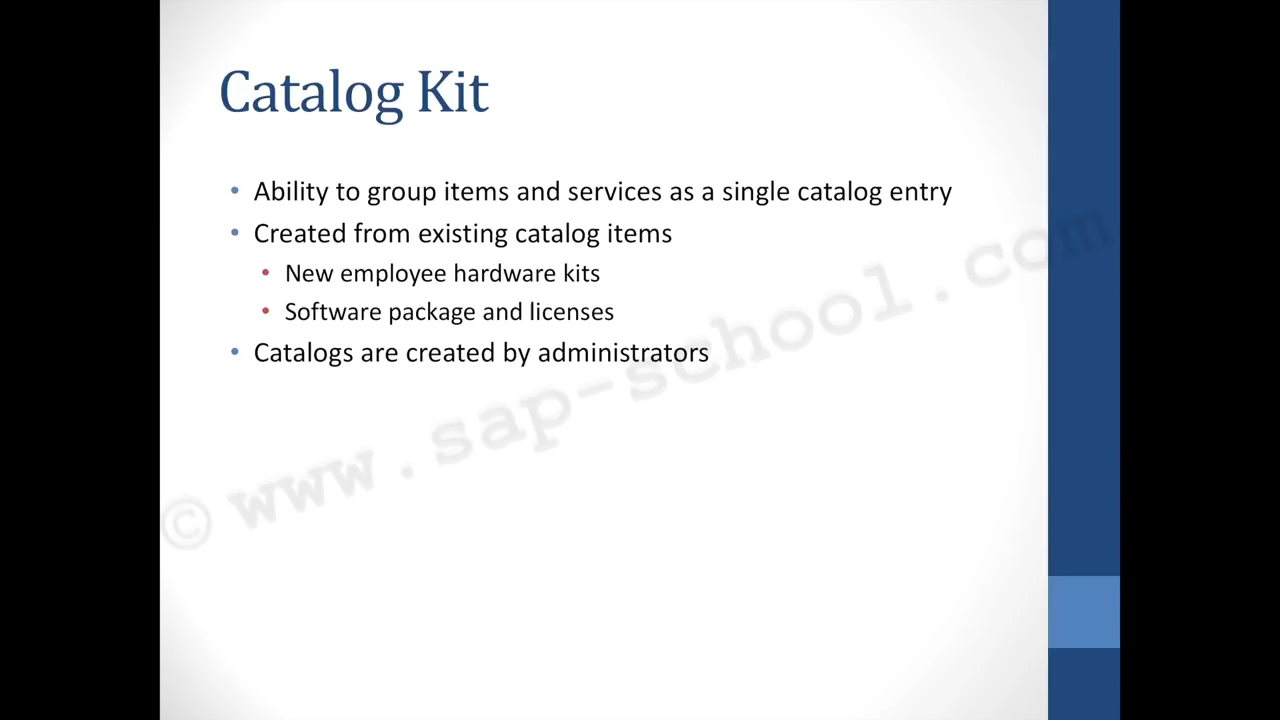 Catalog Kit
• Ability to group items and services as a single catalog entry
• Created from existing catalog items
• New employee hardware kits
• Software package and licenses
• Catalogs are created by administrators
© www.sap-school.com